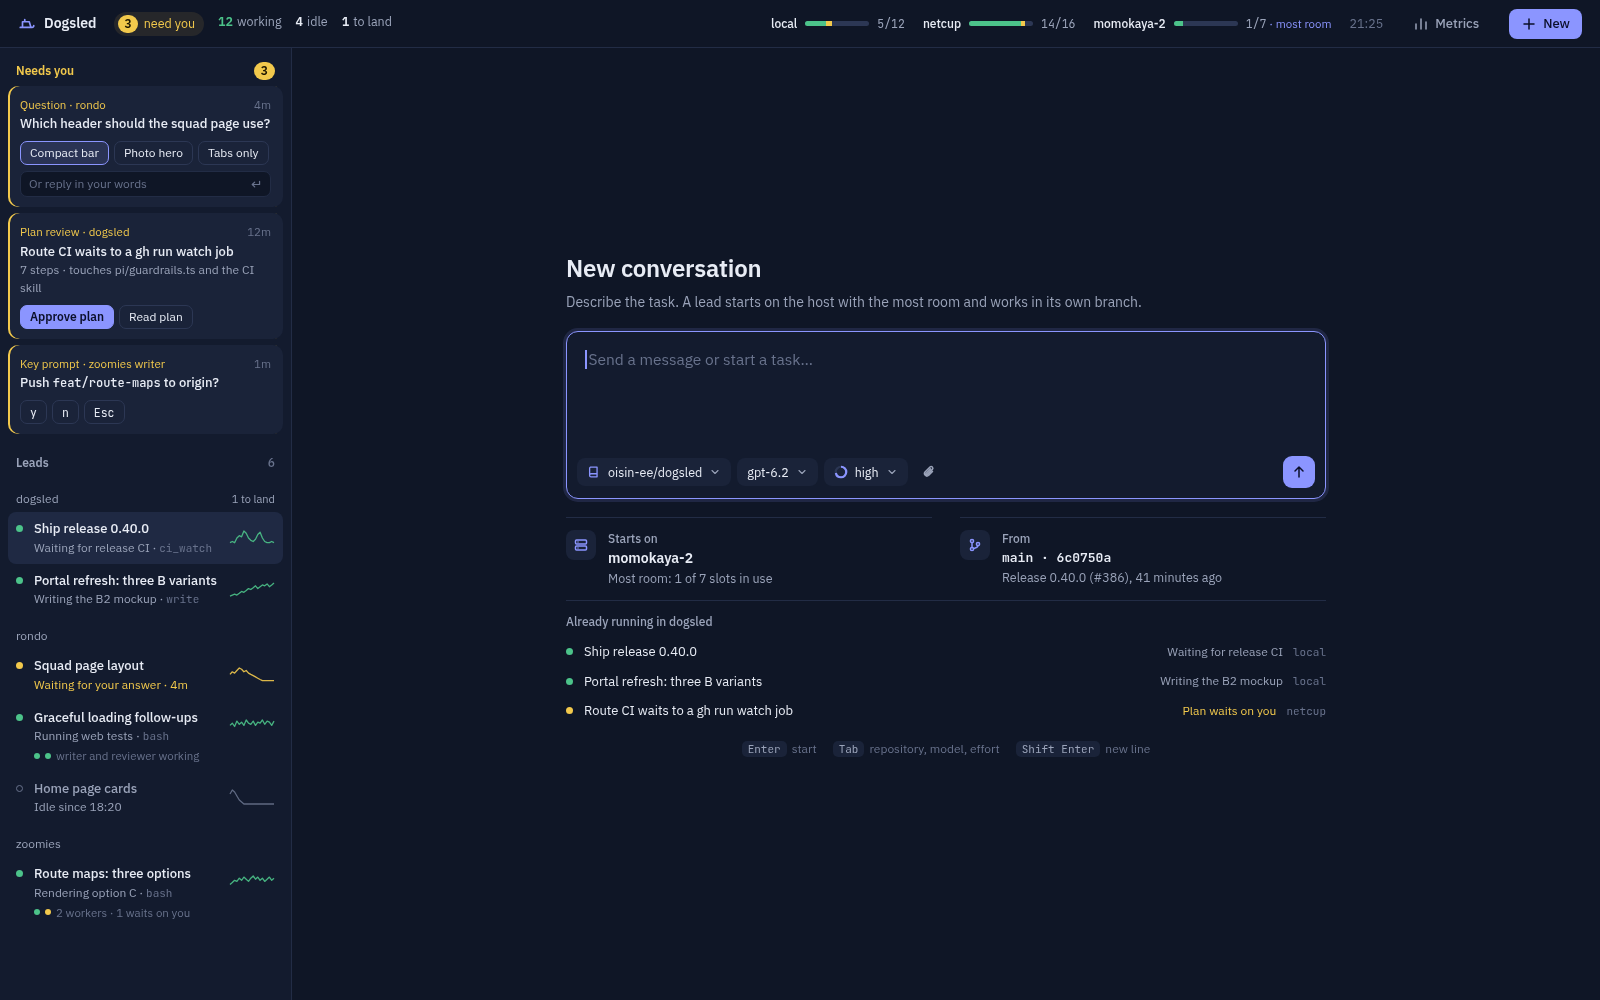 Dogsled
3 need you
12 working 4 idle 1 to land
local 5/12 netcup 14/16 momokaya-2 1/7 · most room 21:25
Metrics
New
Needs you 3
Question · rondo 4m
Which header should the squad page use?
Compact bar Photo hero Tabs only
Or reply in your words
Plan review · dogsled 12m
Route CI waits to a gh run watch job
7 steps · touches pi/guardrails.ts and the CI
skill
Approve plan Read plan
Key prompt · zoomies writer 1m
Push feat/route-maps to origin?
y n Esc
Leads 6
dogsled 1 to land
Ship release 0.40.0
Waiting for release CI · ci_watch
Portal refresh: three B variants
Writing the B2 mockup · write
rondo
Squad page layout
Waiting for your answer · 4m
Graceful loading follow-ups
Running web tests · bash
writer and reviewer working
Home page cards
Idle since 18:20
zoomies
Route maps: three options
Rendering option C · bash
2 workers · 1 waits on you
New conversation
Describe the task. A lead starts on the host with the most room and works in its own branch.
Send a message or start a task...
oisin-ee/dogsled gpt-6.2 high
Starts on
momokaya-2
Most room: 1 of 7 slots in use
From
main · 6c0750a
Release 0.40.0 (#386), 41 minutes ago
Already running in dogsled
Ship release 0.40.0 Waiting for release CI local
Portal refresh: three B variants Writing the B2 mockup local
Route CI waits to a gh run watch job Plan waits on you netcup
Enter start Tab repository, model, effort Shift Enter new line